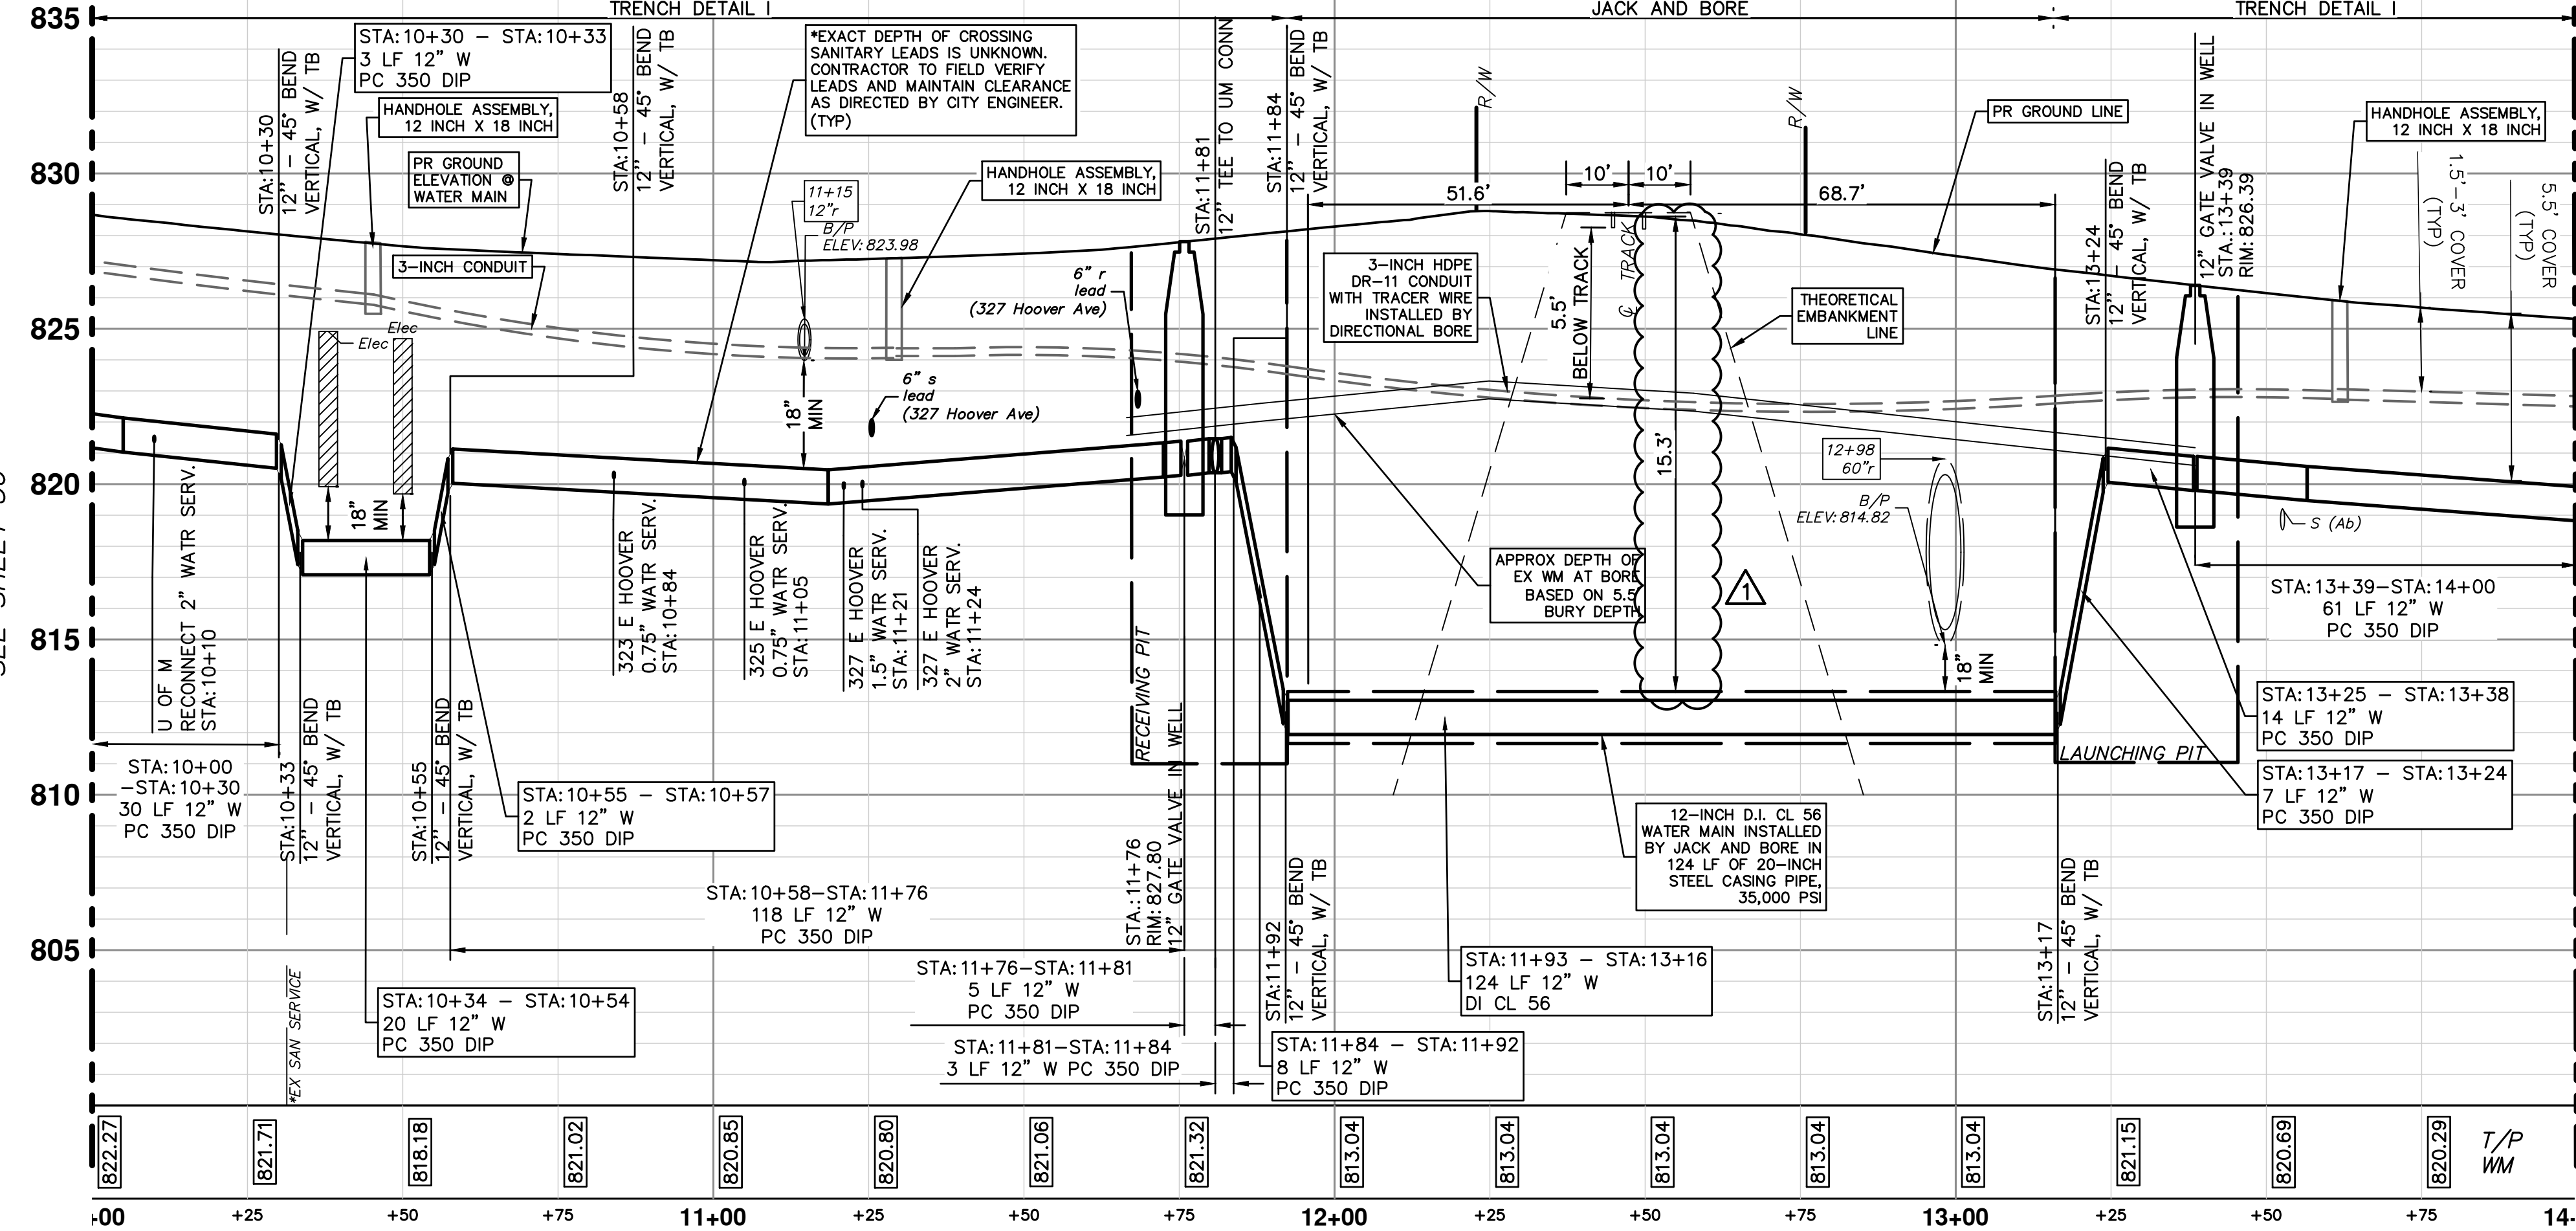 TRENCH DETAIL I
JACK AND BORE
TRENCH DETAIL I
835
830
825
820
815
810
805
STA:10+30 – STA:10+33
3 LF 12” W
PC 350 DIP
HANDHOLE ASSEMBLY,
12 INCH X 18 INCH
PR GROUND
ELEVATION @
WATER MAIN
3-INCH CONDUIT
STA:10+30
12” – 45° BEND
VERTICAL, W/ TB
STA:10+58
12” – 45° BEND
VERTICAL, W/ TB
*EXACT DEPTH OF CROSSING
SANITARY LEADS IS UNKNOWN.
CONTRACTOR TO FIELD VERIFY
LEADS AND MAINTAIN CLEARANCE
AS DIRECTED BY CITY ENGINEER.
(TYP)
11+15
12”r
B/P
ELEV: 823.98
HANDHOLE ASSEMBLY,
12 INCH X 18 INCH
6” r
lead
(327 Hoover Ave)
6” s
lead
(327 Hoover Ave)
18”
MIN
Elec
Elec
18”
MIN
STA:11+81
12” TEE TO UM CONN
STA:11+84
12” – 45° BEND
VERTICAL, W/ TB
R/W
R/W
10’
10’
51.6’
68.7’
PR GROUND LINE
3-INCH HDPE
DR-11 CONDUIT
WITH TRACER WIRE
INSTALLED BY
DIRECTIONAL BORE
5.5’
BELOW TRACK
℄ TRACK
15.3’
THEORETICAL
EMBANKMENT
LINE
STA:13+24
12” – 45° BEND
VERTICAL, W/ TB
12” GATE VALVE IN WELL
STA.:13+39
RIM: 826.39
HANDHOLE ASSEMBLY,
12 INCH X 18 INCH
1.5’–3’ COVER
(TYP)
5.5’ COVER
(TYP)
12+98
60”r
B/P
ELEV: 814.82
18”
MIN
S (Ab)
APPROX DEPTH OF
EX WM AT BORE
BASED ON 5.5
BURY DEPTH
1
STA:13+39–STA:14+00
61 LF 12” W
PC 350 DIP
STA:13+25 – STA:13+38
14 LF 12” W
PC 350 DIP
STA:13+17 – STA:13+24
7 LF 12” W
PC 350 DIP
U OF M
RECONNECT 2” WATR SERV.
STA:10+10
323 E HOOVER
0.75” WATR SERV.
STA:10+84
325 E HOOVER
0.75” WATR SERV.
STA:11+05
327 E HOOVER
1.5” WATR SERV.
STA:11+21
327 E HOOVER
2” WATR SERV.
STA:11+24
RECEIVING PIT
LAUNCHING PIT
STA:10+00
–STA:10+30
30 LF 12” W
PC 350 DIP
STA:10+33
12” – 45° BEND
VERTICAL, W/ TB
STA:10+55
12” – 45° BEND
VERTICAL, W/ TB
STA:10+55 – STA:10+57
2 LF 12” W
PC 350 DIP
STA:10+58–STA:11+76
118 LF 12” W
PC 350 DIP
STA.:11+76
RIM: 827.80
12” GATE VALVE IN WELL
12-INCH D.I. CL 56
WATER MAIN INSTALLED
BY JACK AND BORE IN
124 LF OF 20-INCH
STEEL CASING PIPE,
35,000 PSI
STA:11+92
12” – 45° BEND
VERTICAL, W/ TB
STA:11+93 – STA:13+16
124 LF 12” W
DI CL 56
STA:13+17
12” – 45° BEND
VERTICAL, W/ TB
*EX SAN SERVICE
STA:10+34 – STA:10+54
20 LF 12” W
PC 350 DIP
STA:11+76–STA:11+81
5 LF 12” W
PC 350 DIP
STA:11+81–STA:11+84
3 LF 12” W PC 350 DIP
STA:11+84 – STA:11+92
8 LF 12” W
PC 350 DIP
822.27 821.71 818.18 821.02 820.85 820.80 821.06 821.32 813.04 813.04 813.04 813.04 813.04 821.15 820.69 820.29
T/P
WM
+00 +25 +50 +75 11+00 +25 +50 +75 12+00 +25 +50 +75 13+00 +25 +50 +75 14